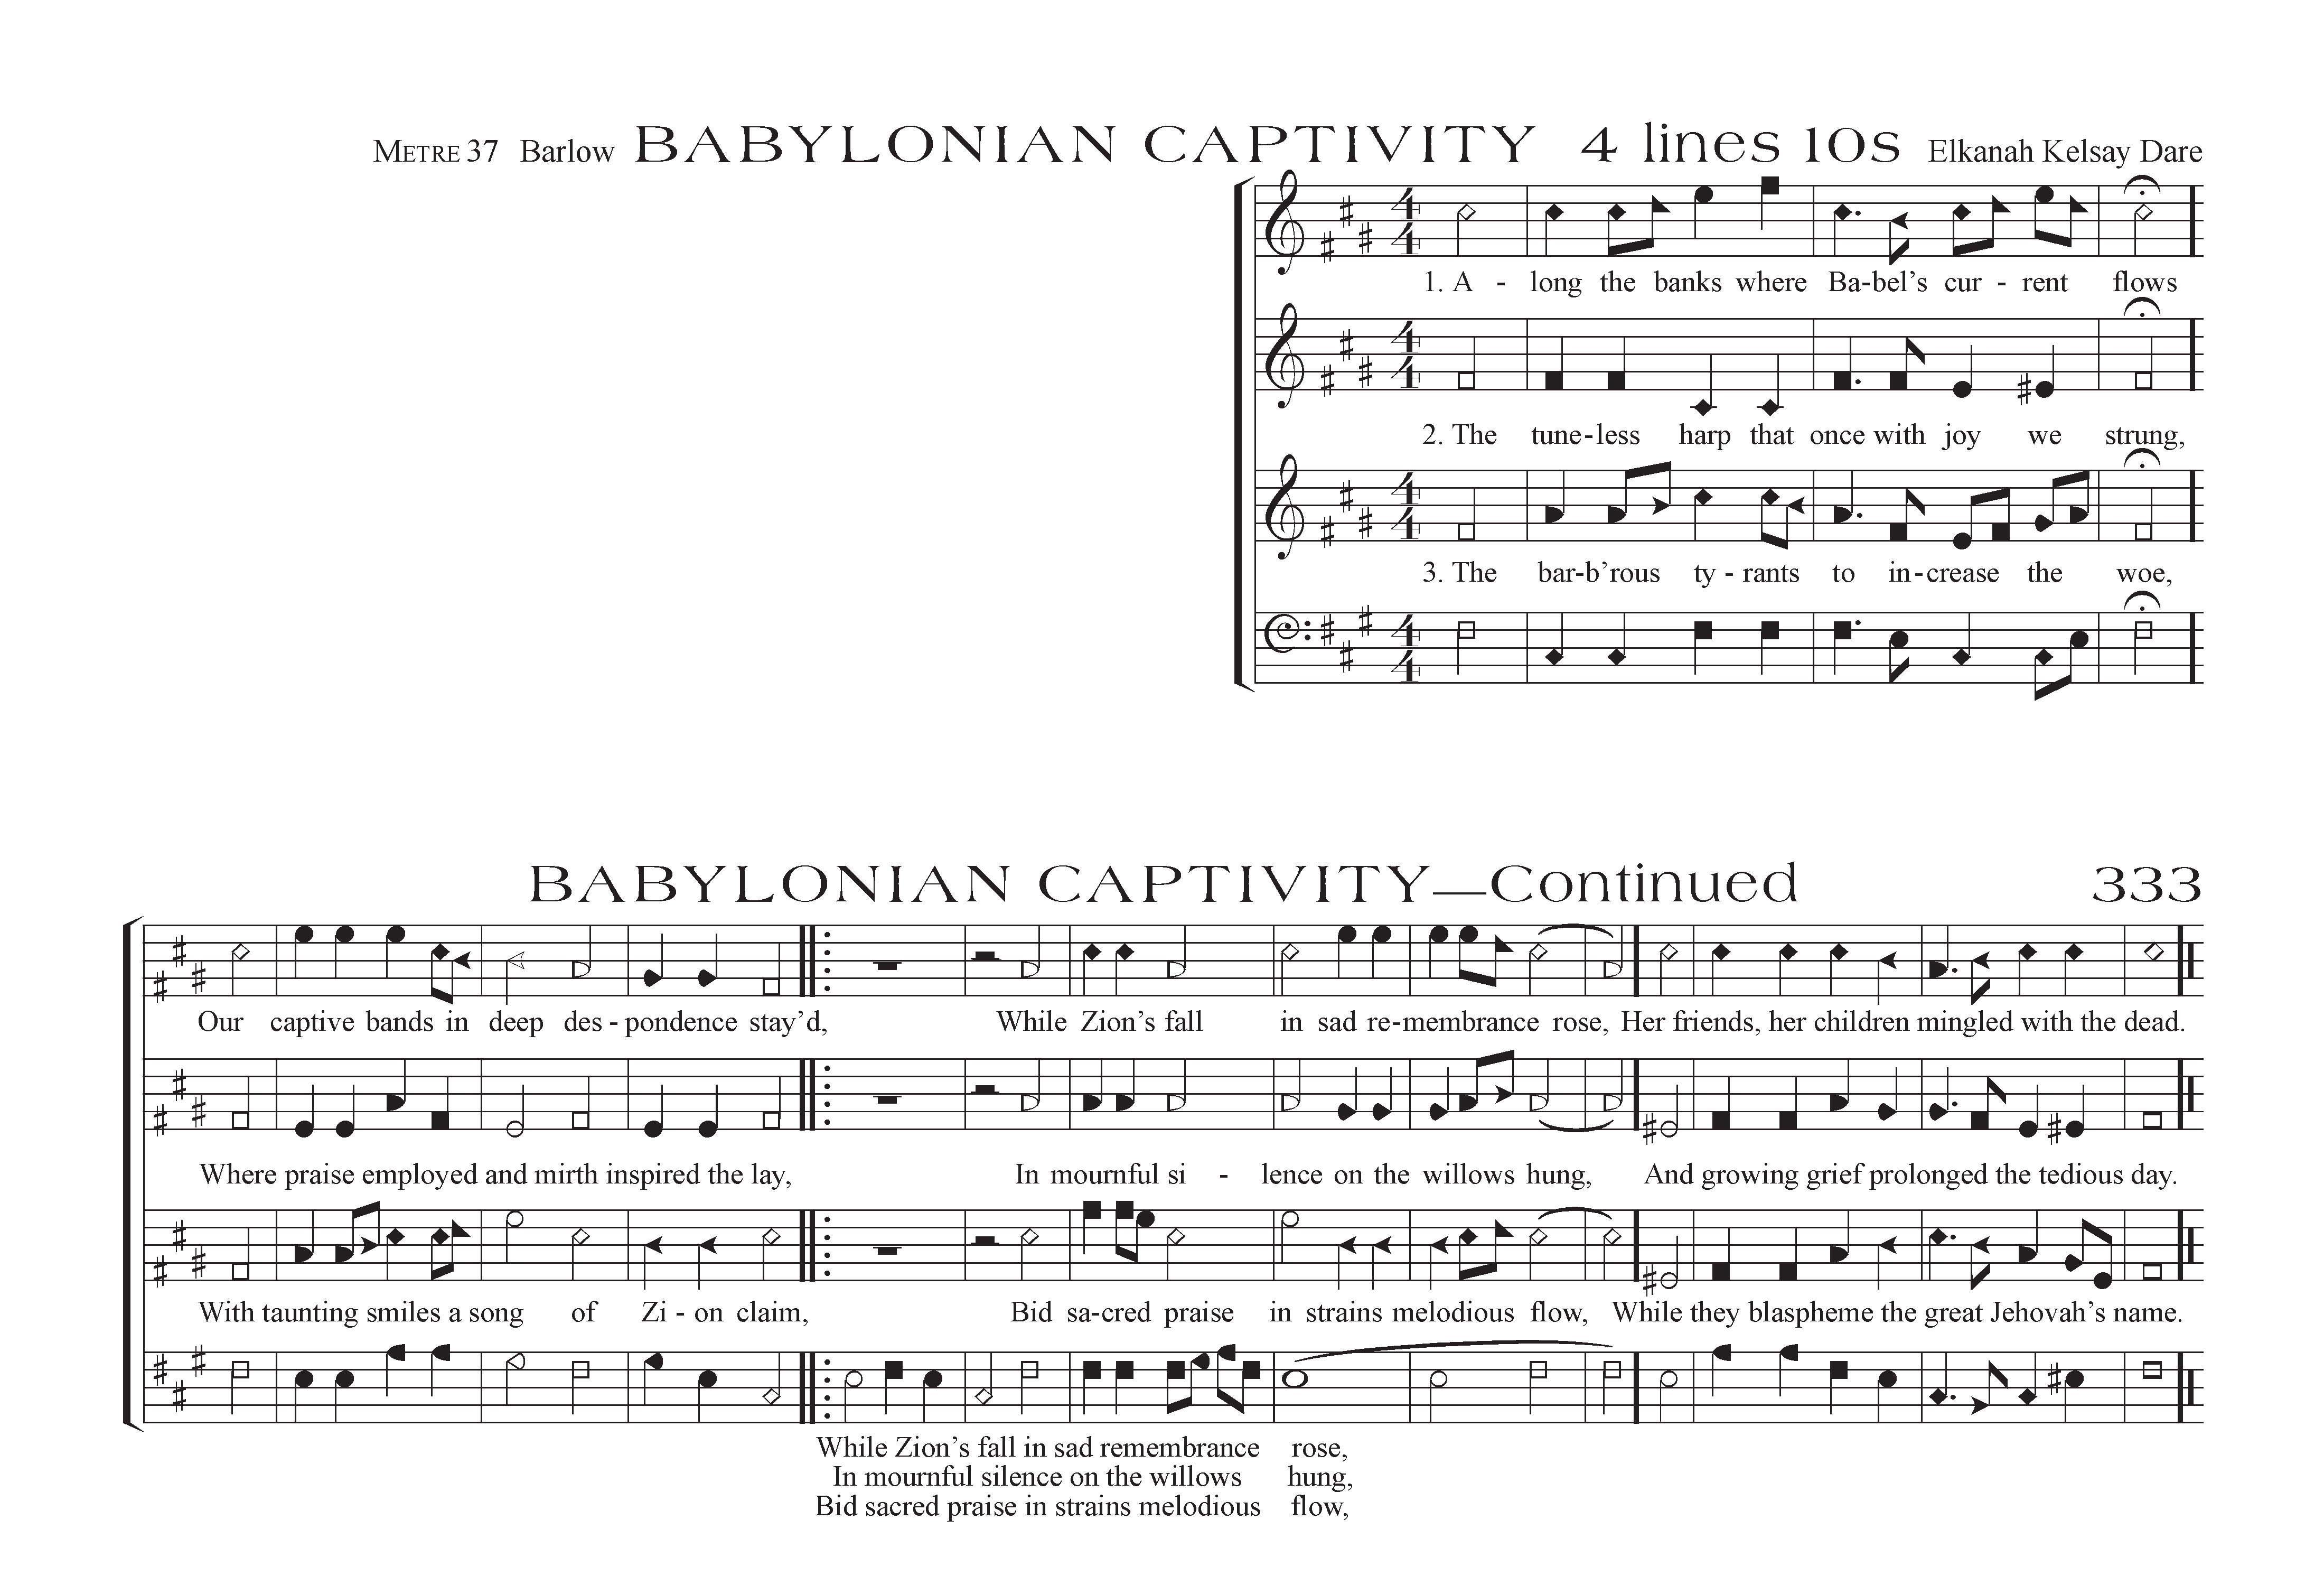 METRE 37 Barlow BABYLONIAN CAPTIVITY 4 lines 10s Elkanah Kelsay Dare
1. A - long the banks where Ba-bel’s cur - rent flows
2. The tune-less harp that once with joy we strung,
3. The bar-b’rous ty - rants to in-crease the woe,
BABYLONIAN CAPTIVITY—Continued 333
Our captive bands in deep des - pondence stay’d, While Zion’s fall in sad re-membrance rose, Her friends, her children mingled with the dead.
Where praise employed and mirth inspired the lay, In mournful si - lence on the willows hung, And growing grief prolonged the tedious day.
With taunting smiles a song of Zi - on claim, Bid sa-cred praise in strains melodious flow, While they blaspheme the great Jehovah’s name.
While Zion’s fall in sad remembrance rose,
In mournful silence on the willows hung,
Bid sacred praise in strains melodious flow,